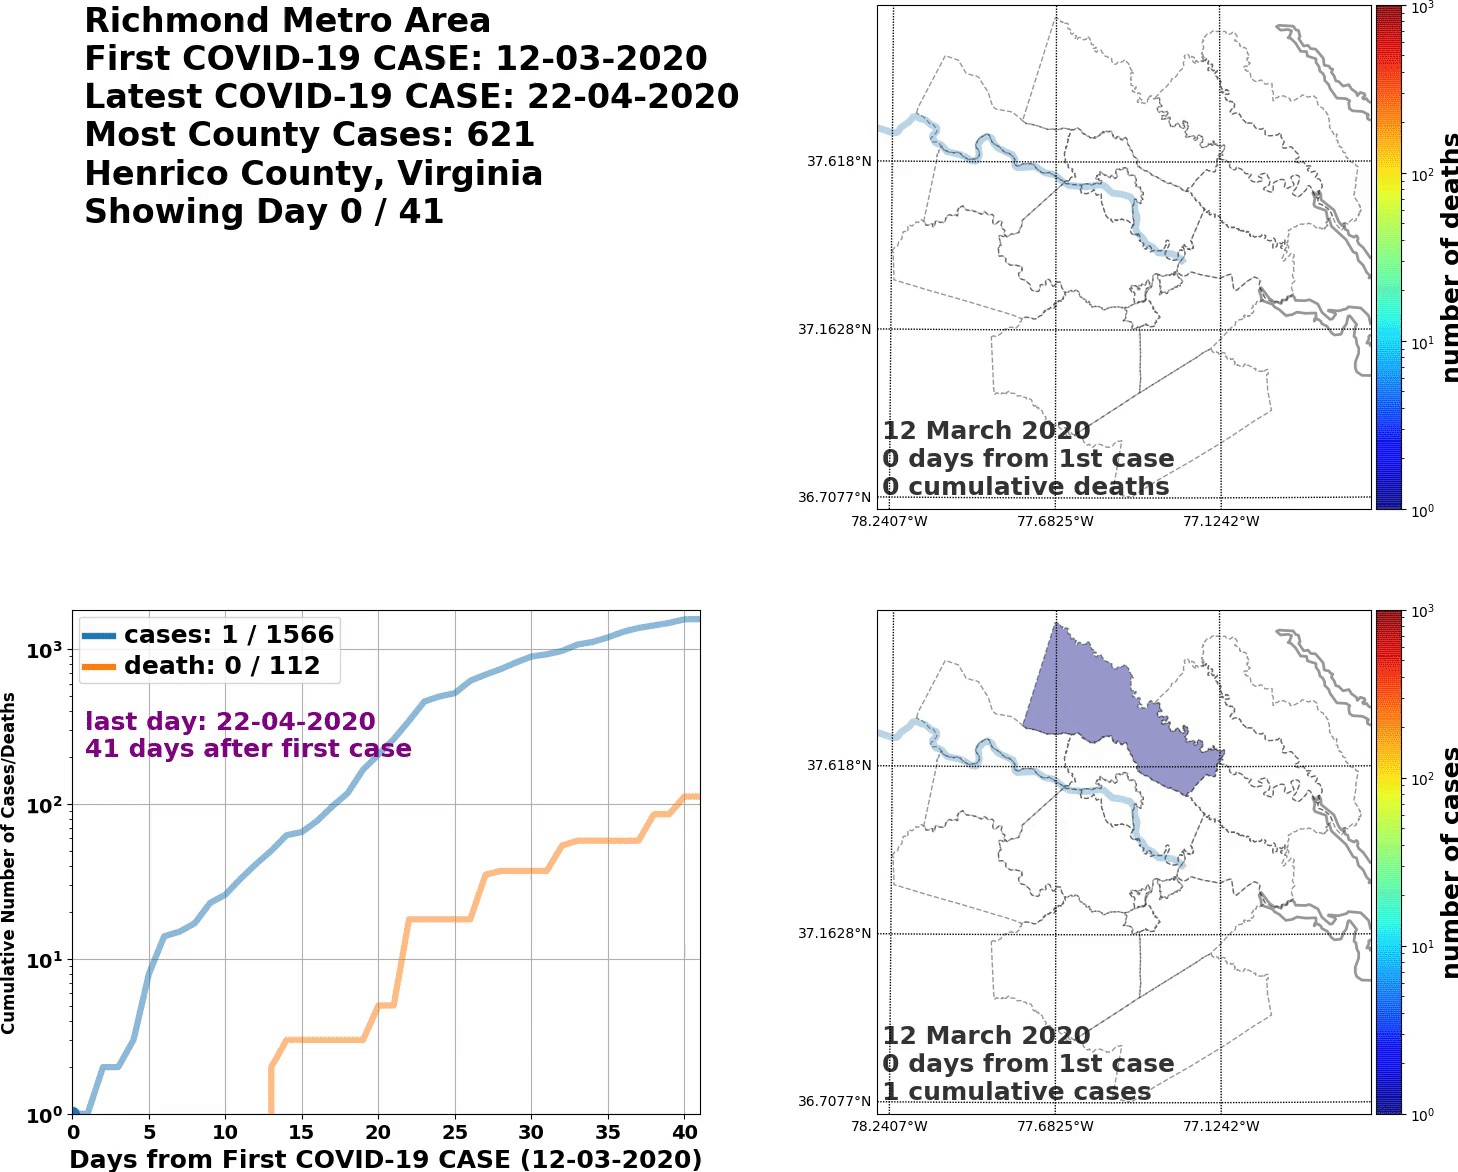 Richmond Metro Area
First COVID-19 CASE: 12-03-2020
Latest COVID-19 CASE: 22-04-2020
Most County Cases: 621
Henrico County, Virginia
Showing Day 0 / 41
37.618°N
37.1628°N
36.7077°N
78.2407°W 77.6825°W 77.1242°W
12 March 2020
0 days from 1st case
0 cumulative deaths
10³
10²
10¹
10⁰
number of deaths
cases: 1 / 1566
death: 0 / 112
last day: 22-04-2020
41 days after first case
Cumulative Number of Cases/Deaths
10³
10²
10¹
10⁰
0 5 10 15 20 25 30 35 40
Days from First COVID-19 CASE (12-03-2020)
37.618°N
37.1628°N
36.7077°N
78.2407°W 77.6825°W 77.1242°W
12 March 2020
0 days from 1st case
1 cumulative cases
10³
10²
10¹
10⁰
number of cases